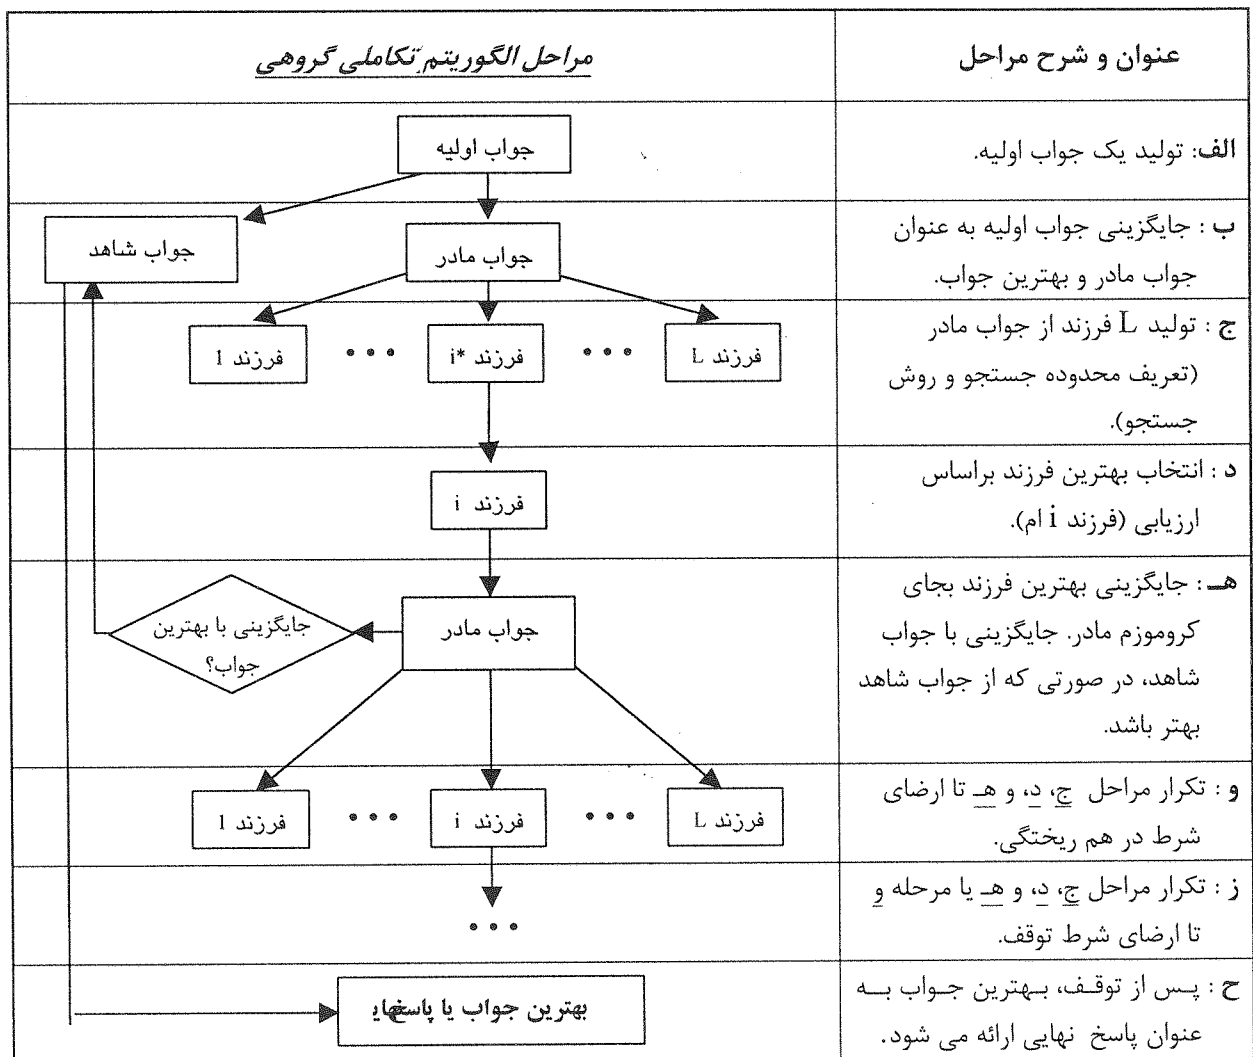 عنوان و شرح مراحل
مراحل الگوریتم تکاملی گروهی
الف: تولید یک جواب اولیه.
جواب اولیه
ب : جایگزینی جواب اولیه به عنوان
جواب مادر و بهترین جواب.
جواب مادر
جواب شاهد
ج : تولید L فرزند از جواب مادر
(تعریف محدوده جستجو و روش
جستجو).
فرزند L
• • •
فرزند i*
• • •
فرزند 1
د : انتخاب بهترین فرزند براساس
ارزیابی (فرزند i ام).
فرزند i
هـ : جایگزینی بهترین فرزند بجای
کروموزم مادر. جایگزینی با جواب
شاهد، در صورتی که از جواب شاهد
بهتر باشد.
جواب مادر
جایگزینی با بهترین
جواب؟
و : تکرار مراحل ج، د، و هـ تا ارضای
شرط در هم ریختگی.
فرزند L
• • •
فرزند i
• • •
فرزند 1
ز : تکرار مراحل ج، د، و هـ یا مرحله و
تا ارضای شرط توقف.
• • •
ح : پس از توقف، بهترین جواب به
عنوان پاسخ نهایی ارائه می شود.
بهترین جواب یا پاسخ